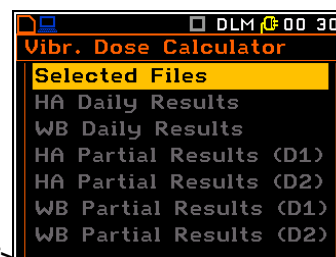 DLM 00 30
Vibr. Dose Calculator
Selected Files
HA Daily Results
WB Daily Results
HA Partial Results (D1)
HA Partial Results (D2)
WB Partial Results (D1)
WB Partial Results (D2)